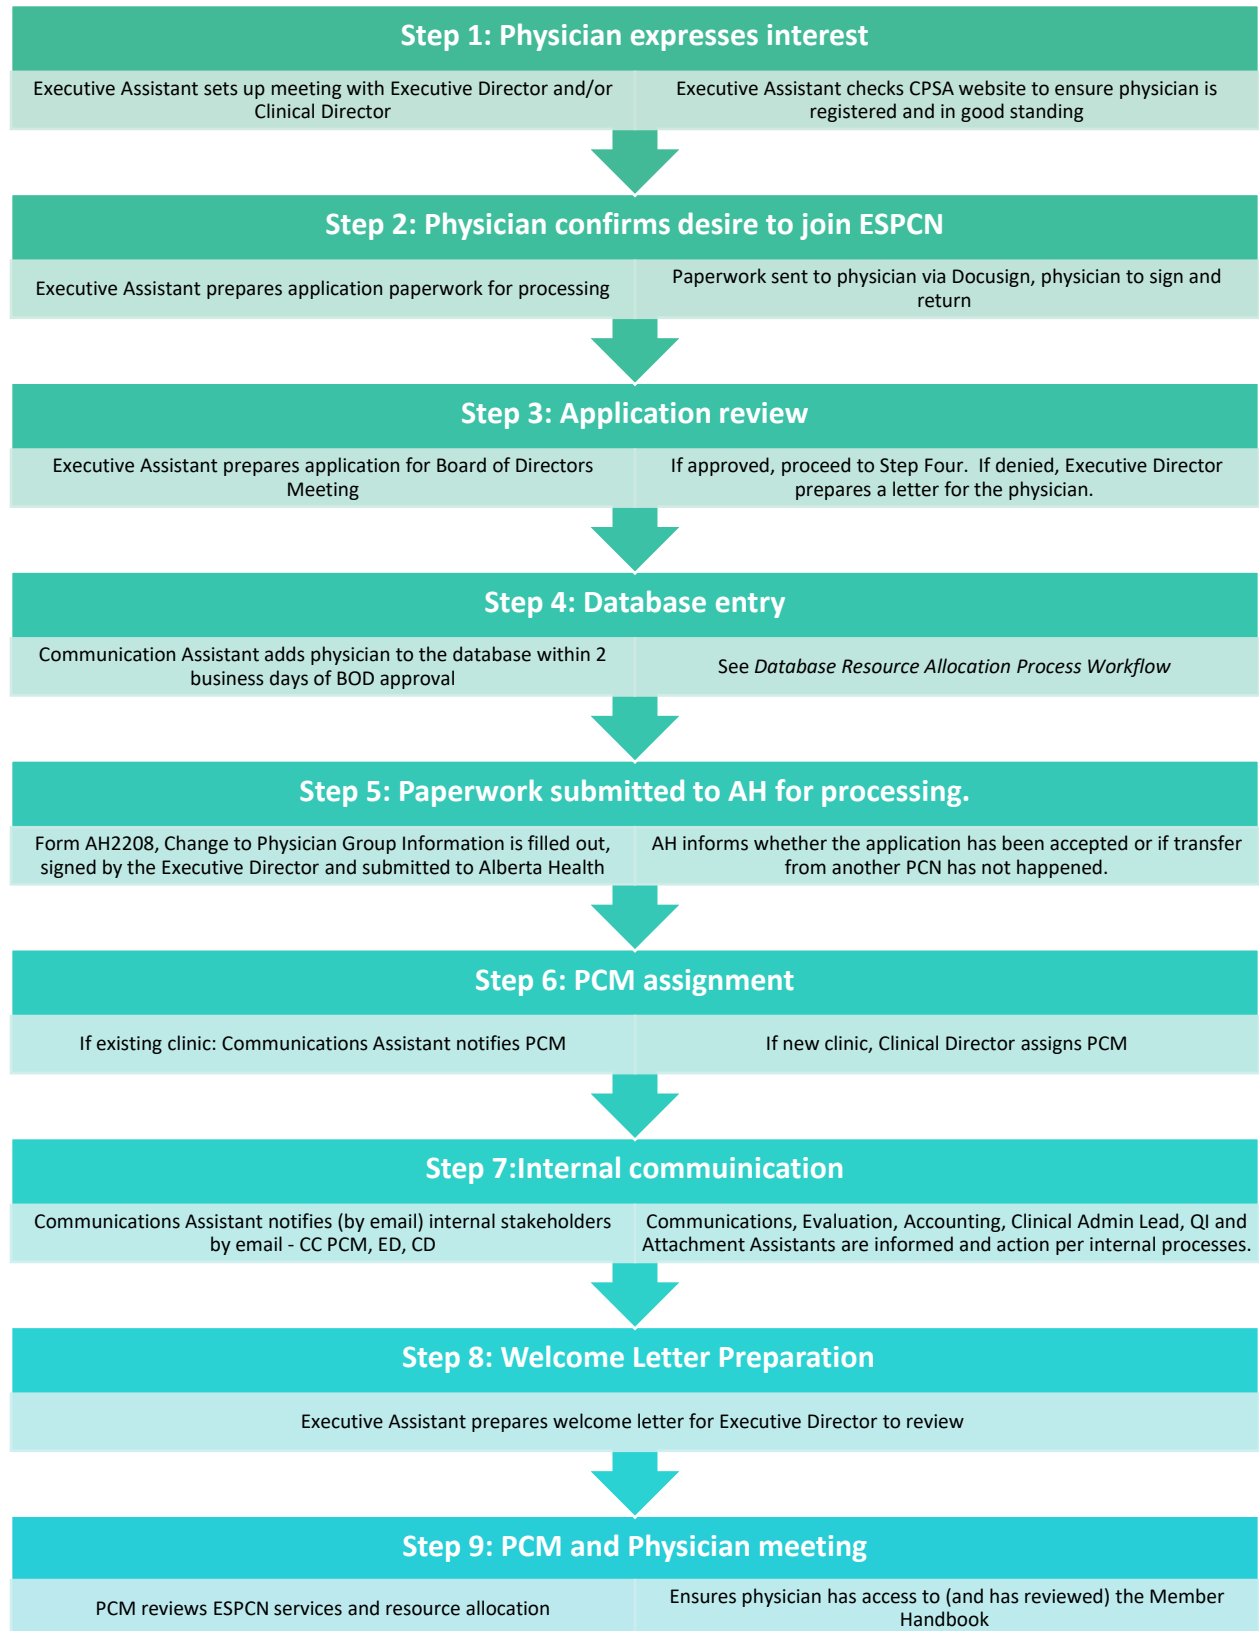 Step 1: Physician expresses interest
Executive Assistant sets up meeting with Executive Director and/or
Clinical Director
Executive Assistant checks CPSA website to ensure physician is
registered and in good standing
Step 2: Physician confirms desire to join ESPCN
Executive Assistant prepares application paperwork for processing
Paperwork sent to physician via Docusign, physician to sign and
return
Step 3: Application review
Executive Assistant prepares application for Board of Directors
Meeting
If approved, proceed to Step Four.  If denied, Executive Director
prepares a letter for the physician.
Step 4: Database entry
Communication Assistant adds physician to the database within 2
business days of BOD approval
See Database Resource Allocation Process Workflow
Step 5: Paperwork submitted to AH for processing.
Form AH2208, Change to Physician Group Information is filled out,
signed by the Executive Director and submitted to Alberta Health
AH informs whether the application has been accepted or if transfer
from another PCN has not happened.
Step 6: PCM assignment
If existing clinic: Communications Assistant notifies PCM
If new clinic, Clinical Director assigns PCM
Step 7:Internal commuinication
Communications Assistant notifies (by email) internal stakeholders
by email - CC PCM, ED, CD
Communications, Evaluation, Accounting, Clinical Admin Lead, QI and
Attachment Assistants are informed and action per internal processes.
Step 8: Welcome Letter Preparation
Executive Assistant prepares welcome letter for Executive Director to review
Step 9: PCM and Physician meeting
PCM reviews ESPCN services and resource allocation
Ensures physician has access to (and has reviewed) the Member
Handbook